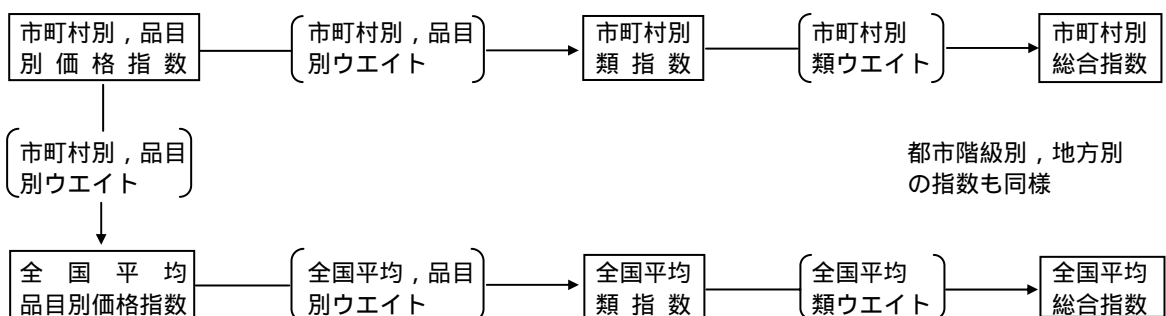 市町村別，品目
別価格指数
市町村別，品目
別ウエイト
市町村別
類指数
市町村別
類ウエイト
市町村別
総合指数
市町村別，品目
別ウエイト
都市階級別，地方別
の指数も同様
全国平均
品目別価格指数
全国平均，品目
別ウエイト
全国平均
類指数
全国平均
類ウエイト
全国平均
総合指数